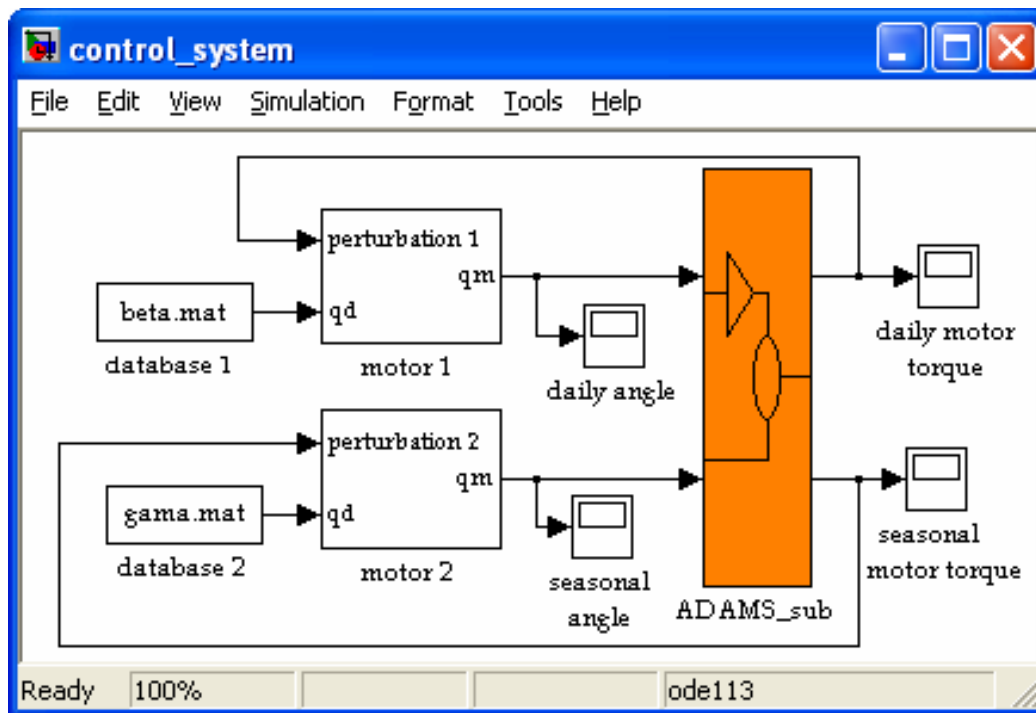 control_system
File Edit View Simulation Format Tools Help
perturbation 1
qm
beta.mat
qd
database 1
motor 1
daily angle
daily motor
torque
perturbation 2
qm
gama.mat
qd
database 2
motor 2
seasonal
angle
ADAMS_sub
seasonal
motor torque
Ready 100% ode113